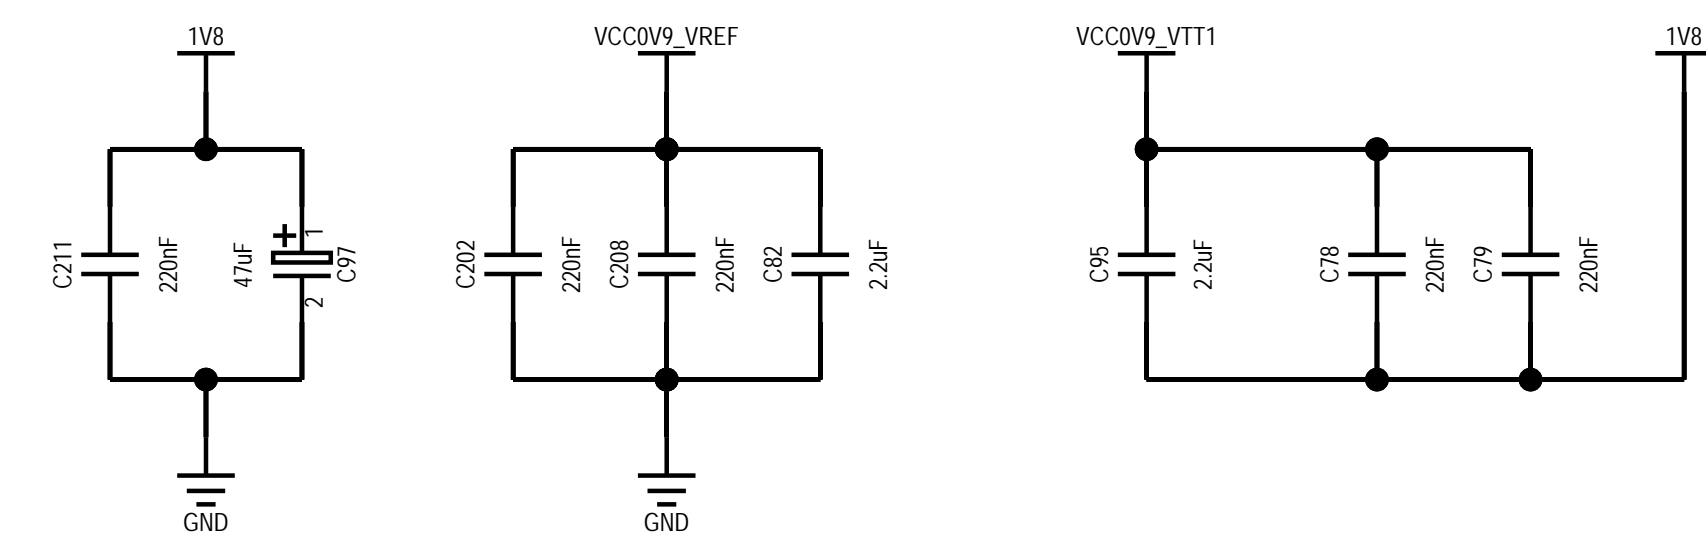 1V8
VCC0V9_VREF
VCC0V9_VTT1
1V8
C211
220nF
47uF
+
1
2
C97
C202
220nF
C208
220nF
C82
2.2uF
C95
2.2uF
C78
220nF
C79
220nF
GND
GND